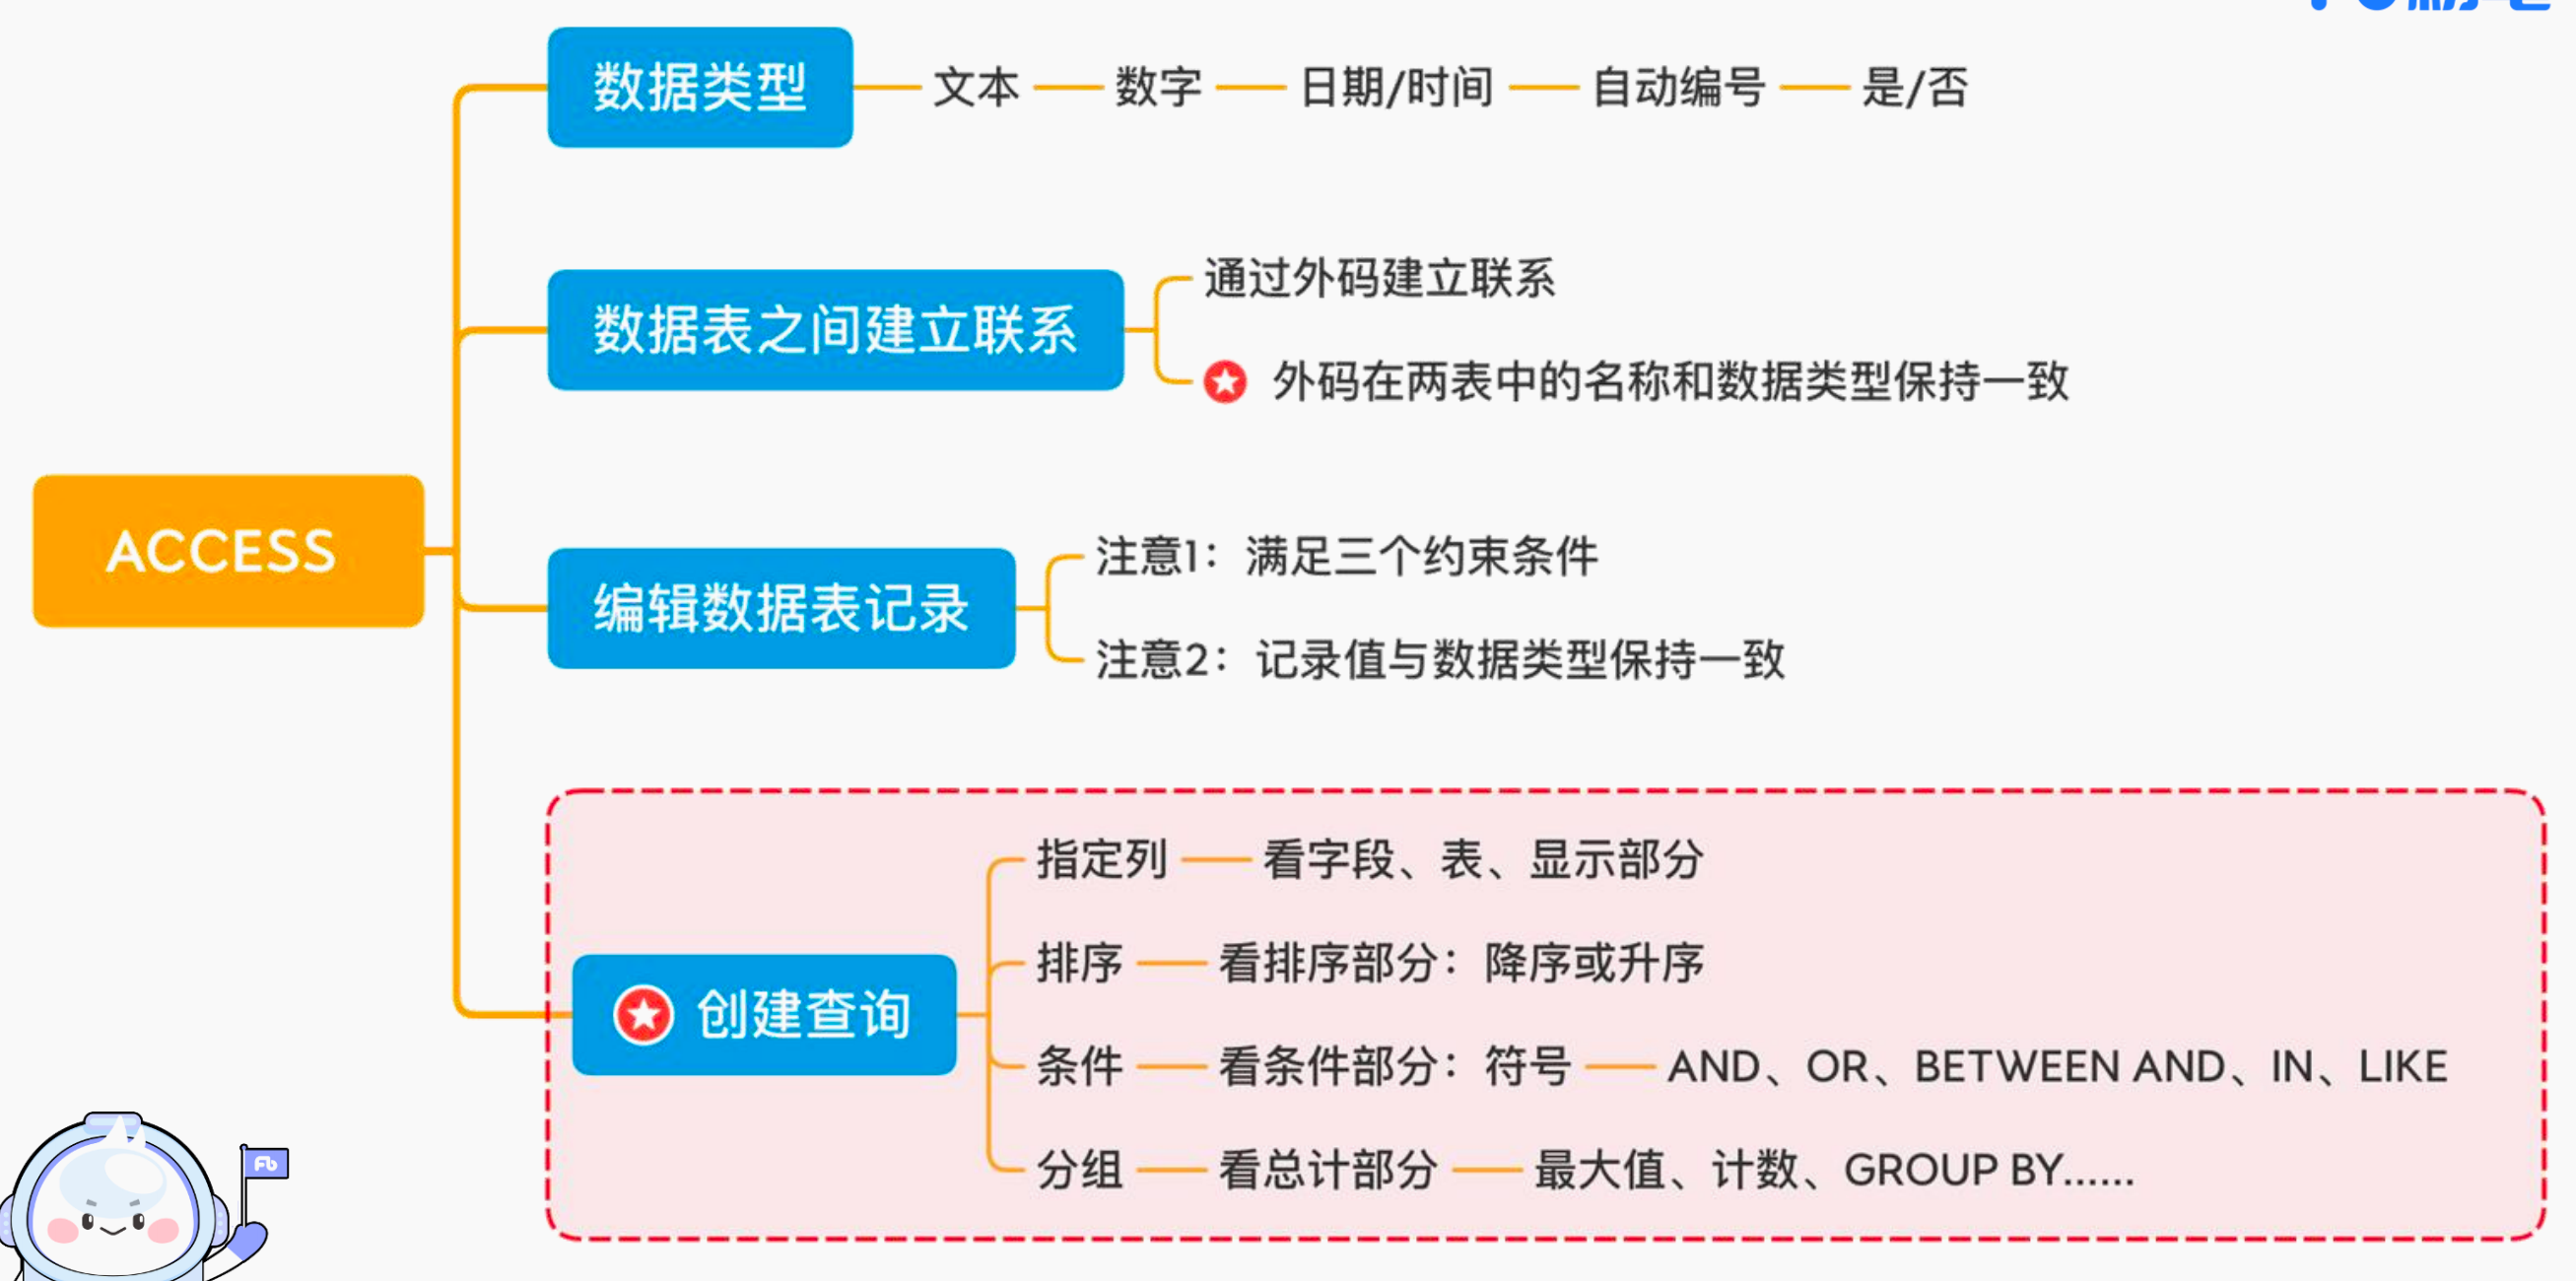 数据类型 文本 数字 日期/时间 自动编号 是/否
数据表之间建立联系
通过外码建立联系
外码在两表中的名称和数据类型保持一致
ACCESS
编辑数据表记录
注意1：满足三个约束条件
注意2：记录值与数据类型保持一致
创建查询
指定列 看字段、表、显示部分
排序 看排序部分：降序或升序
条件 看条件部分：符号 AND、OR、BETWEEN AND、IN、LIKE
分组 看总计部分 最大值、计数、GROUP BY......
Fb